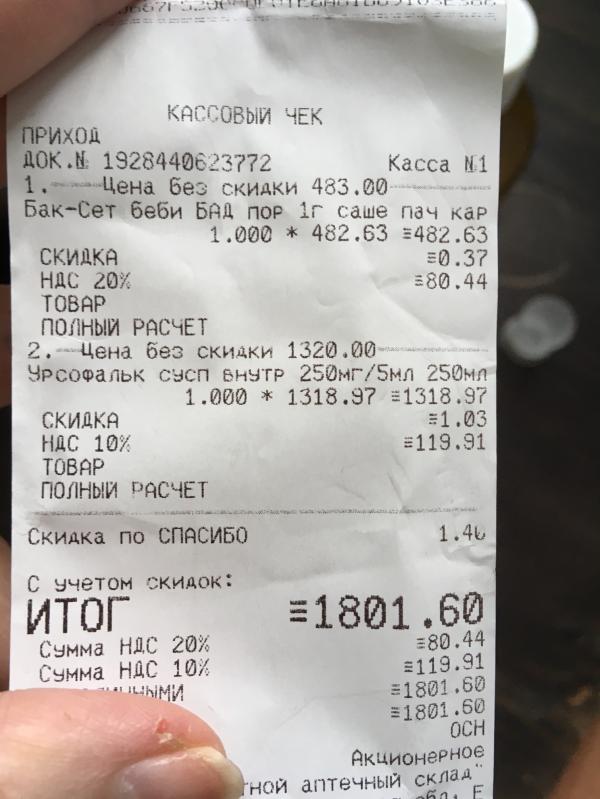 КАССОВЫЙ ЧЕК
ПРИХОД
ДОК.№ 1928440623772 Касса №1
1. Цена без скидки 483.00
Бак-Сет беби БАД пор 1г саше пач кар
1.000 * 482.63 ≡482.63
СКИДКА ≡0.37
НДС 20% ≡80.44
ТОВАР
ПОЛНЫЙ РАСЧЕТ
2. Цена без скидки 1320.00
Урсофальк сусп внутр 250мг/5мл 250мл
1.000 * 1318.97 ≡1318.97
СКИДКА ≡1.03
НДС 10% ≡119.91
ТОВАР
ПОЛНЫЙ РАСЧЕТ
Скидка по СПАСИБО 1.40
С учетом скидок:
ИТОГ ≡1801.60
Сумма НДС 20% ≡80.44
Сумма НДС 10% ≡119.91
≡1801.60
≡1801.60
ОСН
Акционерное
аптечный склад"